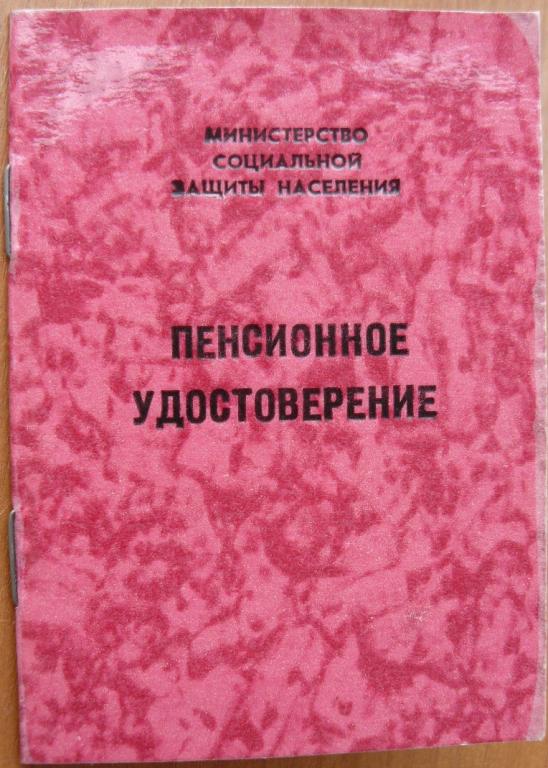 МИНИСТЕРСТВО
СОЦИАЛЬНОЙ
ЗАЩИТЫ НАСЕЛЕНИЯ
ПЕНСИОННОЕ
УДОСТОВЕРЕНИЕ